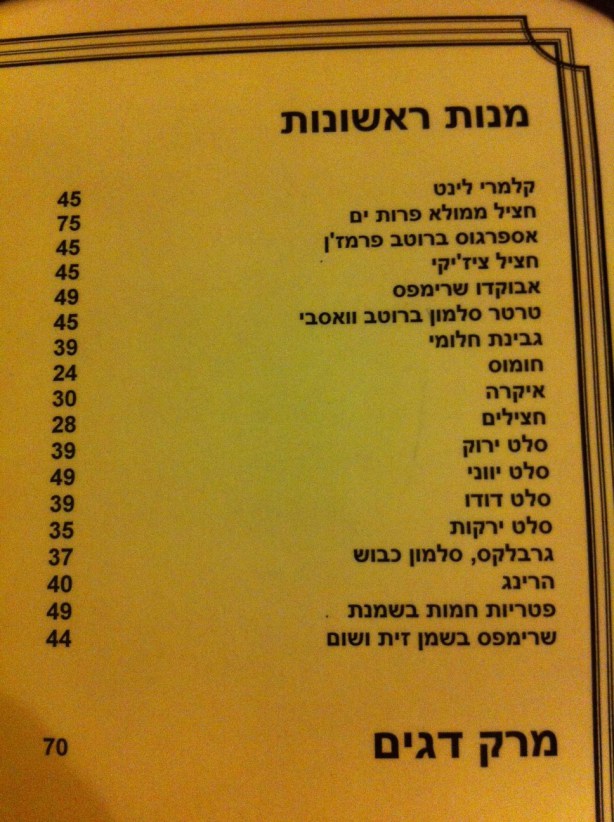 מנות ראשונות
קלמרי לינט 45
חציל ממולא פרות ים 75
אספרגוס ברוטב פרמז'ן 45
חציל ציז'יקי 45
אבוקדו שרימפס 49
טרטר סלמון ברוטב וואסבי 45
גבינת חלומי 39
חומוס 24
איקרה 30
חצילים 28
סלט ירוק 39
סלט יווני 49
סלט דודו 39
סלט ירקות 35
גרבלקס, סלמון כבוש 37
הרינג 40
פטריות חמות בשמנת 49
שרימפס בשמן זית ושום 44
מרק דגים 70